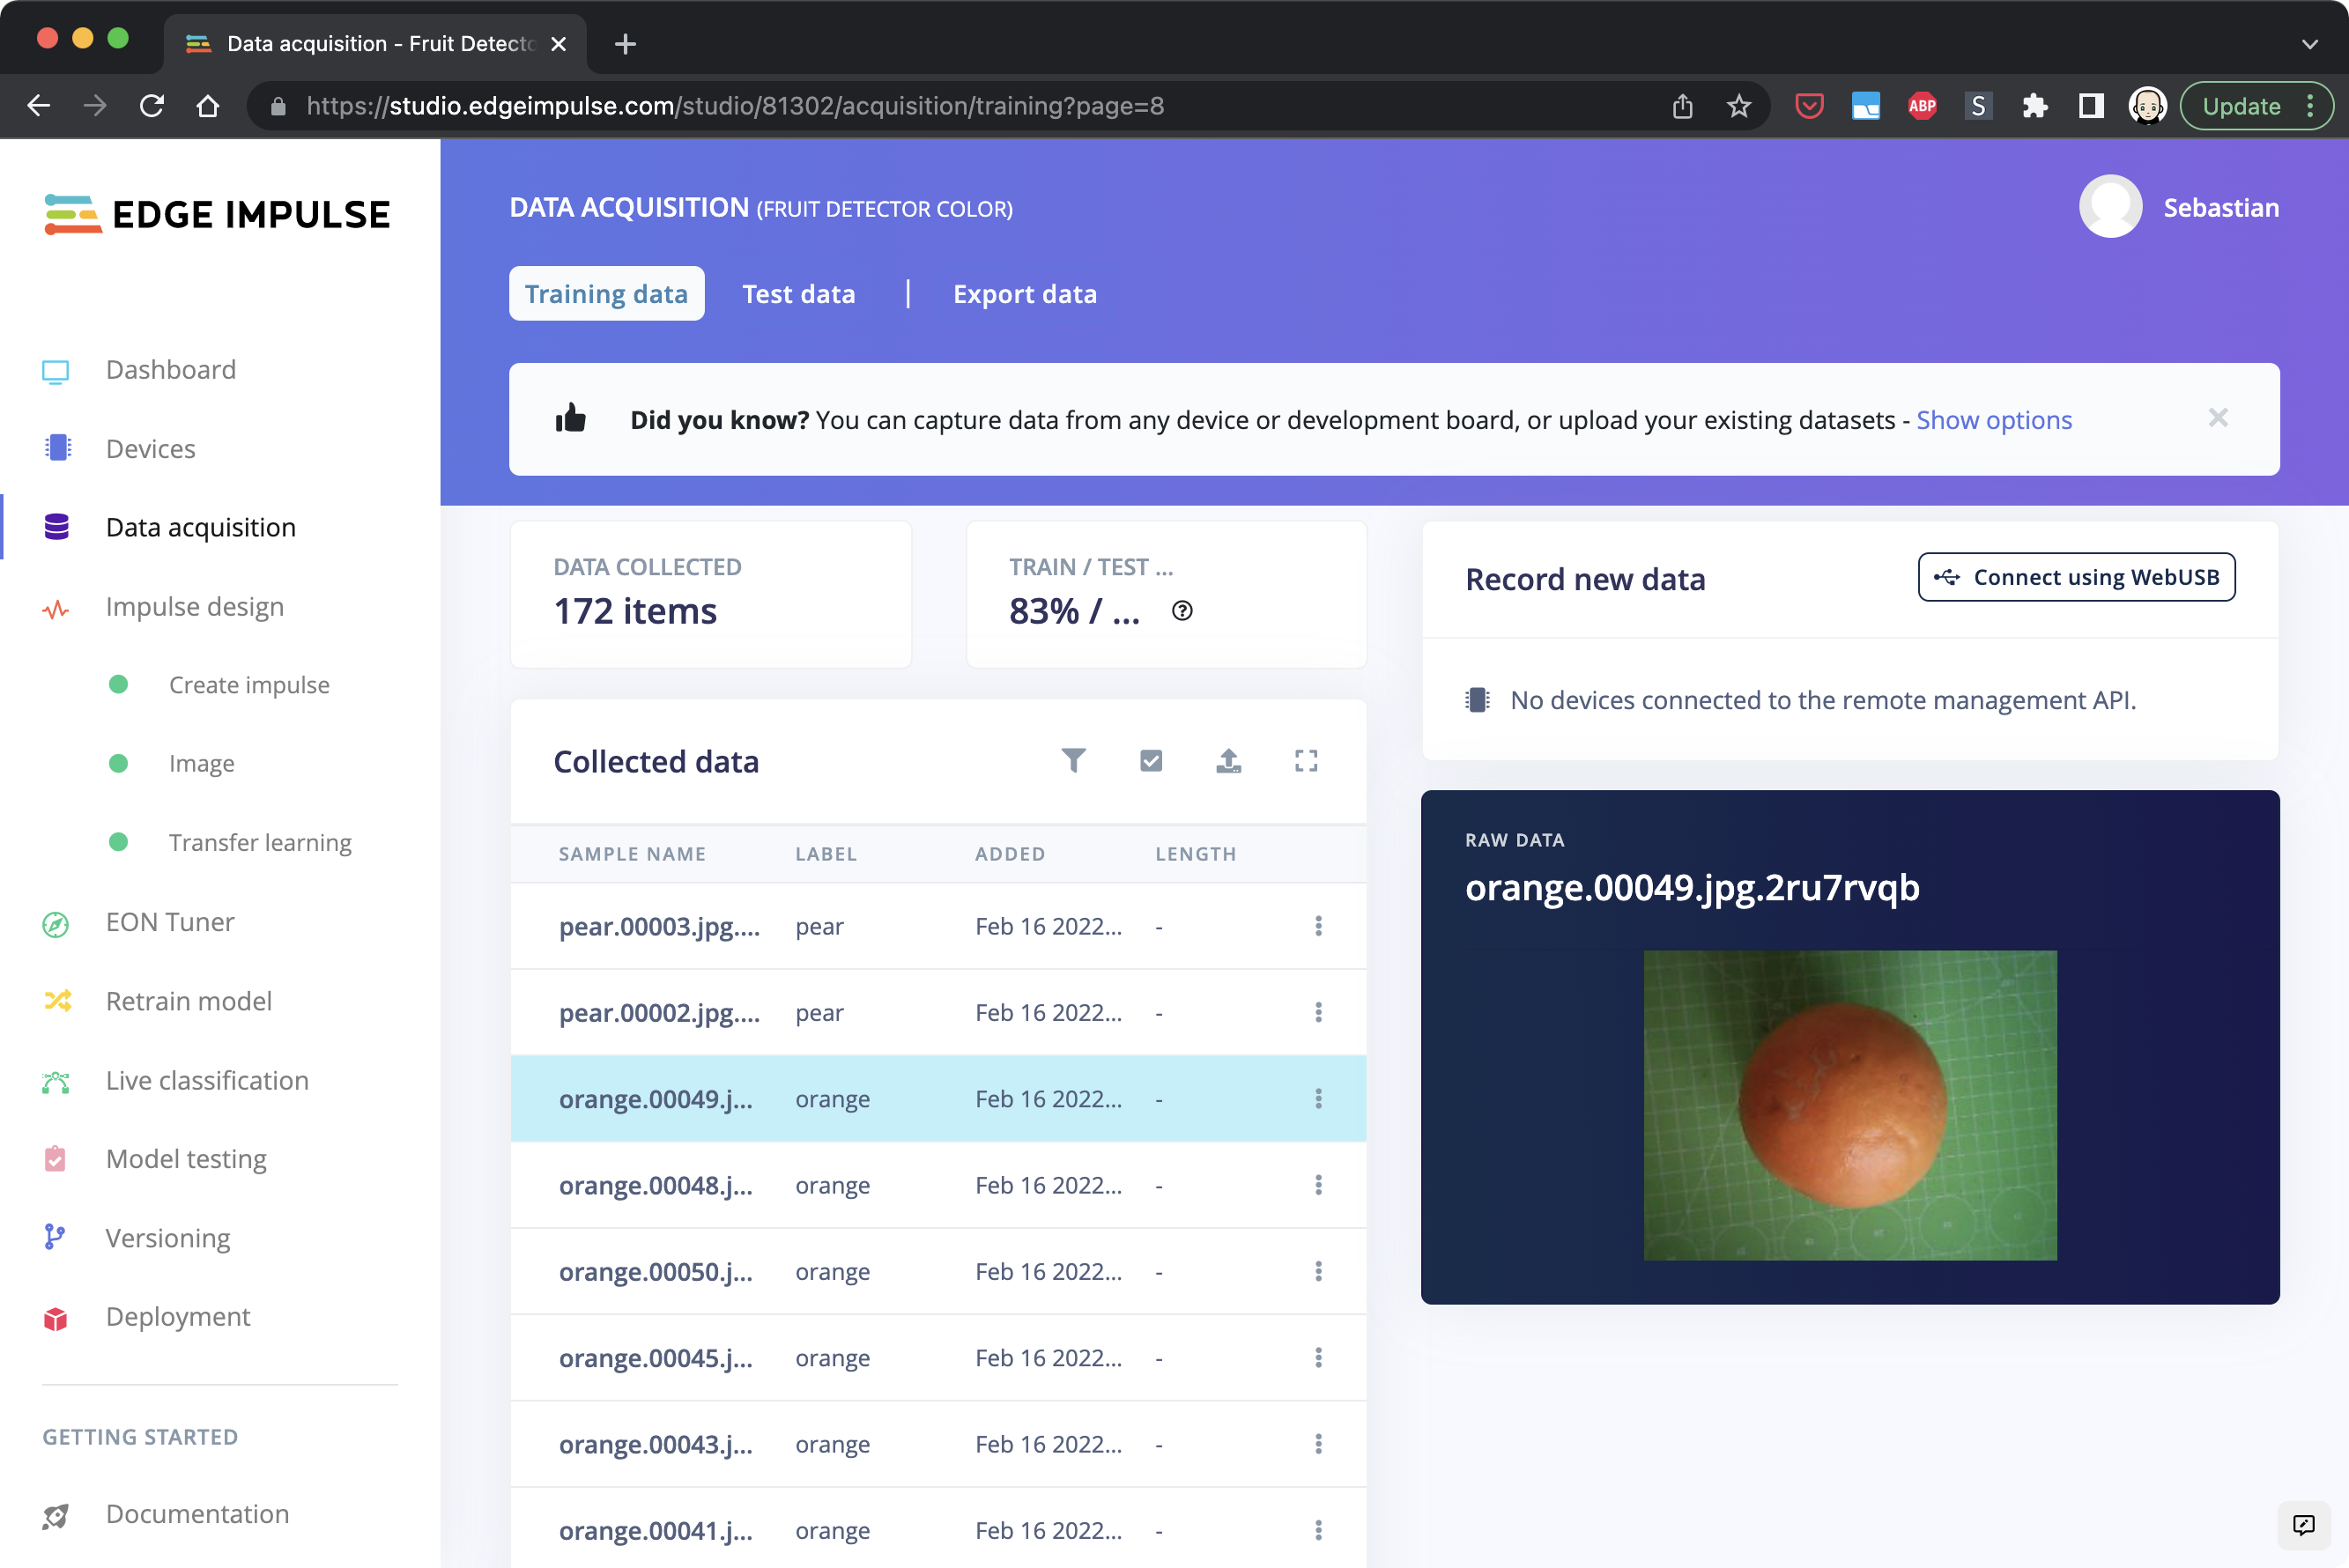 Data acquisition - Fruit Detecto
https://studio.edgeimpulse.com/studio/81302/acquisition/training?page=8
ABP
S
Update
EDGE IMPULSE
Dashboard
Devices
Data acquisition
Impulse design
Create impulse
Image
Transfer learning
EON Tuner
Retrain model
Live classification
Model testing
Versioning
Deployment
GETTING STARTED
Documentation
DATA ACQUISITION (FRUIT DETECTOR COLOR)
Sebastian
Training data
Test data
|
Export data
Did you know? You can capture data from any device or development board, or upload your existing datasets - Show options
DATA COLLECTED
172 items
TRAIN / TEST ...
83% / ...
Collected data
SAMPLE NAME LABEL ADDED LENGTH
pear.00003.jpg.... pear Feb 16 2022... -
pear.00002.jpg.... pear Feb 16 2022... -
orange.00049.j... orange Feb 16 2022... -
orange.00048.j... orange Feb 16 2022... -
orange.00050.j... orange Feb 16 2022... -
orange.00045.j... orange Feb 16 2022... -
orange.00043.j... orange Feb 16 2022... -
orange.00041.j... orange Feb 16 2022... -
Record new data
Connect using WebUSB
No devices connected to the remote management API.
RAW DATA
orange.00049.jpg.2ru7rvqb